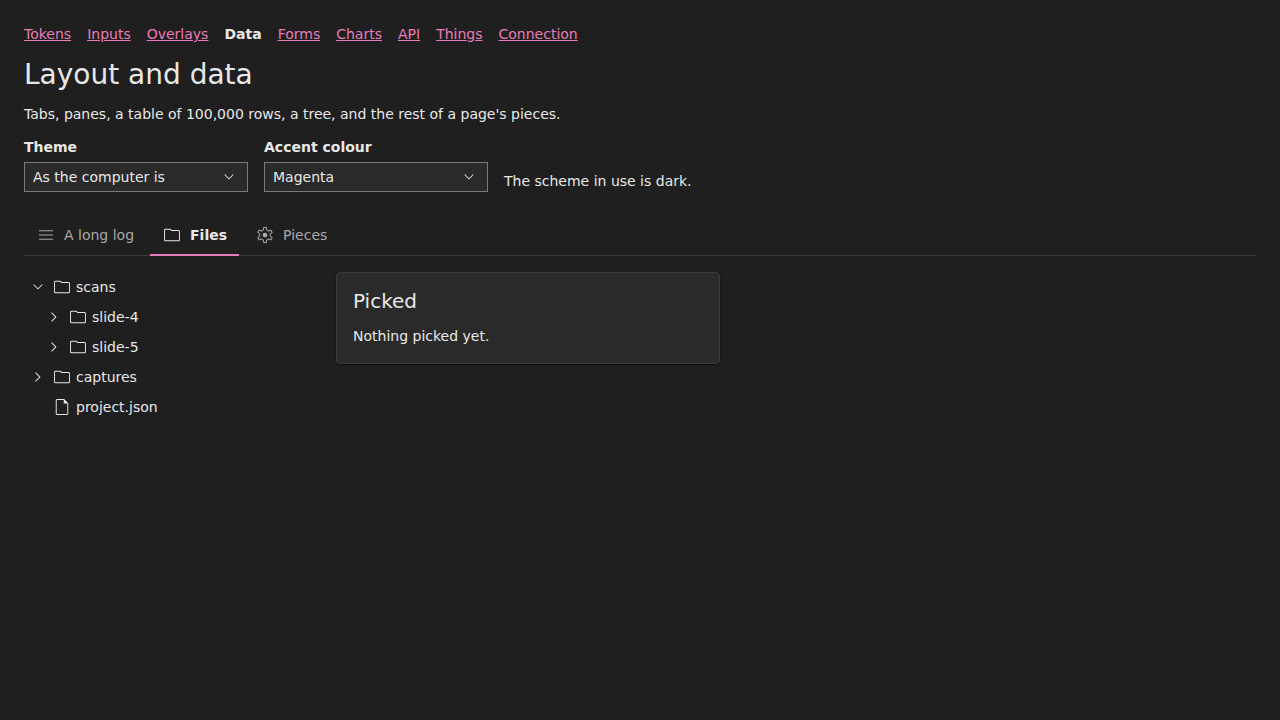 Tokens Inputs Overlays Data Forms Charts API Things Connection
Layout and data
Tabs, panes, a table of 100,000 rows, a tree, and the rest of a page's pieces.
Theme Accent colour
As the computer is Magenta The scheme in use is dark.
A long log Files Pieces
scans
slide-4
slide-5
captures
project.json
Picked
Nothing picked yet.